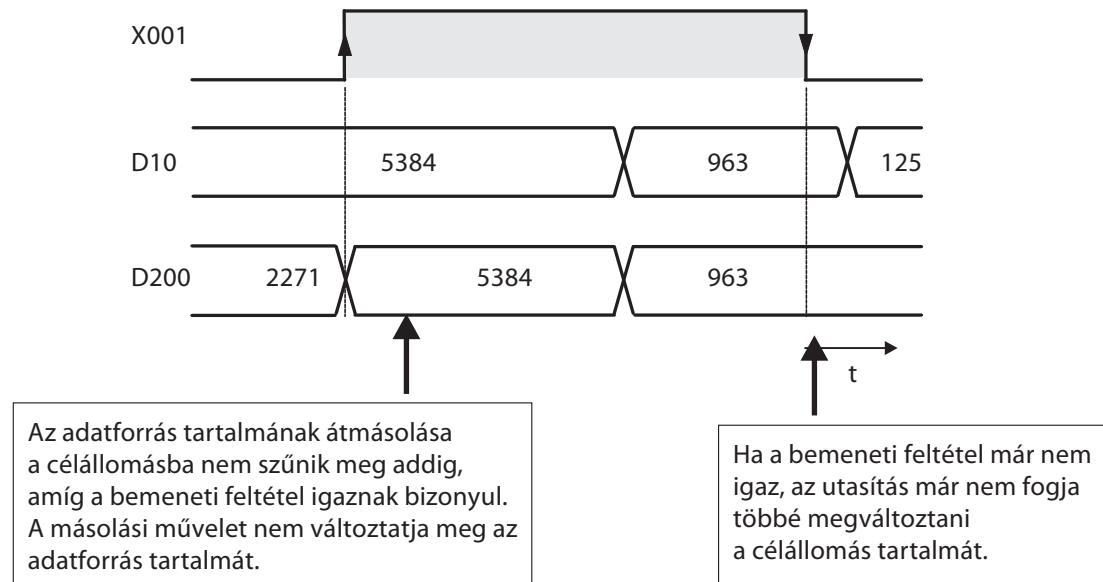 X001
D10 5384 963 125
D200 2271 5384 963
t
Az adatforrás tartalmának átmásolása
a célállomásba nem szűnik meg addig,
amíg a bemeneti feltétel igaznak bizonyul.
A másolási művelet nem változtatja meg az
adatforrás tartalmát.
Ha a bemeneti feltétel már nem
igaz, az utasítás már nem fogja
többé megváltoztani
a célállomás tartalmát.